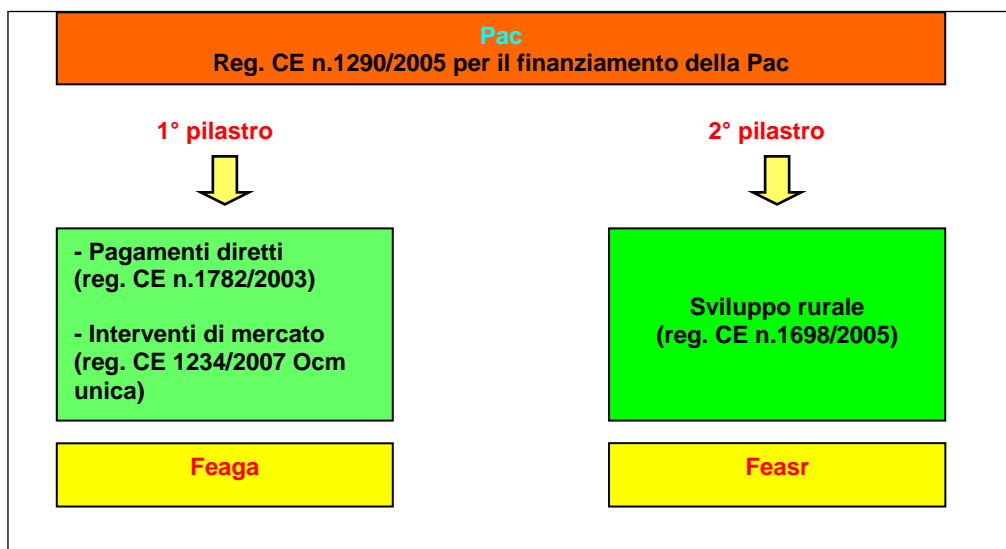 Pac
Reg. CE n.1290/2005 per il finanziamento della Pac
1° pilastro
2° pilastro
- Pagamenti diretti
(reg. CE n.1782/2003)
- Interventi di mercato
(reg. CE 1234/2007 Ocm
unica)
Sviluppo rurale
(reg. CE n.1698/2005)
Feaga
Feasr